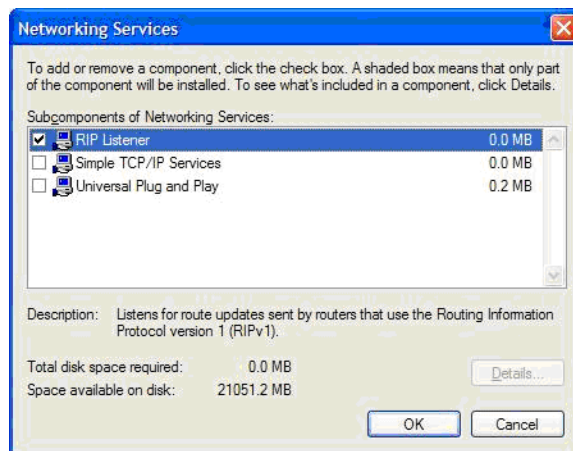 Networking Services
To add or remove a component, click the check box. A shaded box means that only part
of the component will be installed. To see what's included in a component, click Details.
Subcomponents of Networking Services:
RIP Listener 0.0 MB
Simple TCP/IP Services 0.0 MB
Universal Plug and Play 0.2 MB
Description: Listens for route updates sent by routers that use the Routing Information
Protocol version 1 (RIPv1).
Total disk space required: 0.0 MB
Details...
Space available on disk: 21051.2 MB
OK Cancel